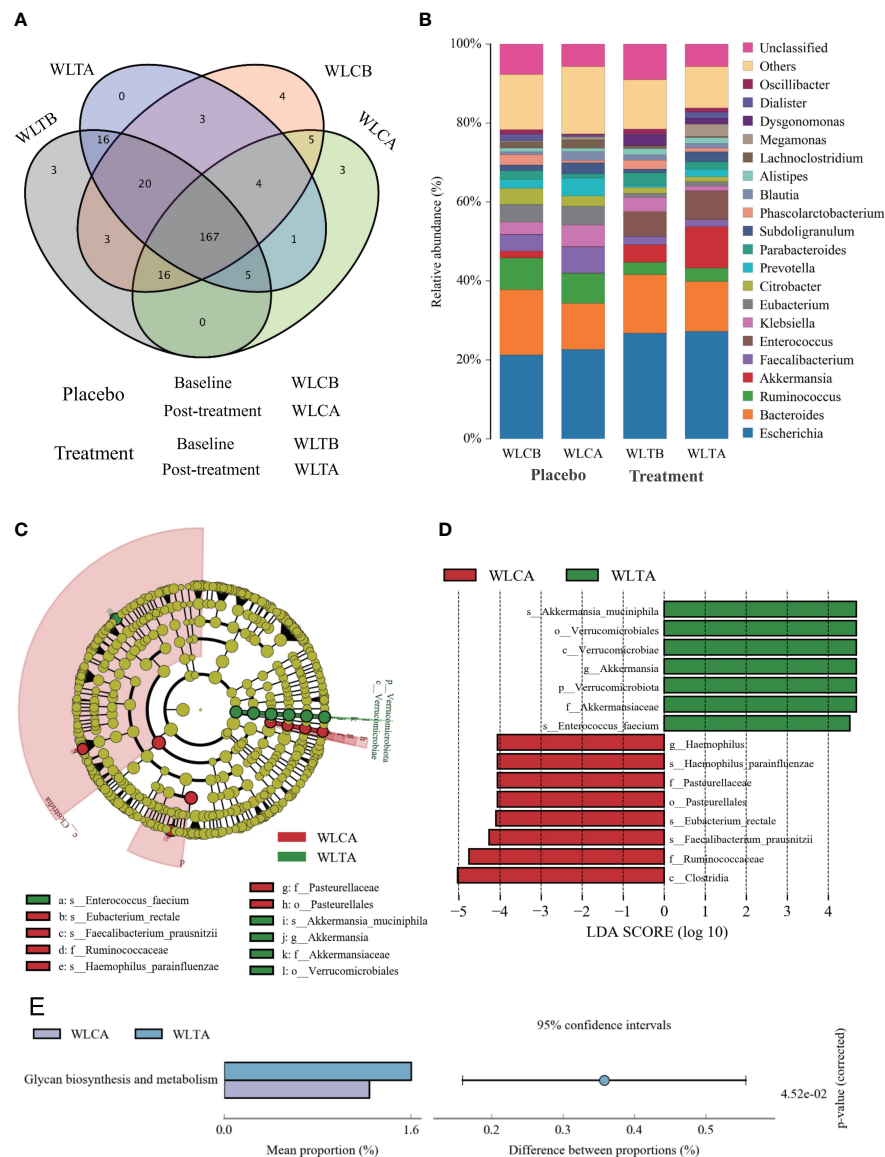 A
WLTA
WLCB
WLTB
WLCA
0
4
3
16
5
3
3
20
4
167
3
1
16
5
0
Placebo
Baseline
WLCB
Post-treatment
WLCA
Treatment
Baseline
WLTB
Post-treatment
WLTA
B
Relative abundance (%)
100%
80%
60%
40%
20%
0%
WLCB
WLCA
WLTB
WLTA
Placebo
Treatment
Unclassified
Others
Oscillibacter
Dialister
Dysgonomonas
Megamonas
Lachnoclostridium
Alistipes
Blautia
Phascolarctobacterium
Subdoligranulum
Parabacteroides
Prevotella
Citrobacter
Eubacterium
Klebsiella
Enterococcus
Faecalibacterium
Akkermansia
Ruminococcus
Bacteroides
Escherichia
C
p_Verrucomicrobiota
c_Verrucomicrobiae
c_Clostridia
d
WLCA
WLTA
a: s__Enterococcus_faecium
b: s__Eubacterium_rectale
c: s__Faecalibacterium_prausnitzii
d: f__Ruminococcaceae
e: s__Haemophilus_parainfluenzae
g: f__Pasteurellaceae
h: o__Pasteurellales
i: s__Akkermansia_muciniphila
j: g__Akkermansia
k: f__Akkermansiaceae
l: o__Verrucomicrobiales
D
WLCA
WLTA
s__Akkermansia_muciniphila
o__Verrucomicrobiales
c__Verrucomicrobiae
g__Akkermansia
p__Verrucomicrobiota
f__Akkermansiaceae
s__Enterococcus_faecium
g__Haemophilus
s__Haemophilus_parainfluenzae
f__Pasteurellaceae
o__Pasteurellales
s__Eubacterium_rectale
s__Faecalibacterium_prausnitzii
f__Ruminococcaceae
c__Clostridia
−5 −4 −3 −2 −1 0 1 2 3 4
LDA SCORE (log 10)
E
WLCA
WLTA
95% confidence intervals
Glycan biosynthesis and metabolism
4.52e-02
p-value (corrected)
0.0 1.6
Mean proportion (%)
0.2 0.3 0.4 0.5
Difference between proportions (%)